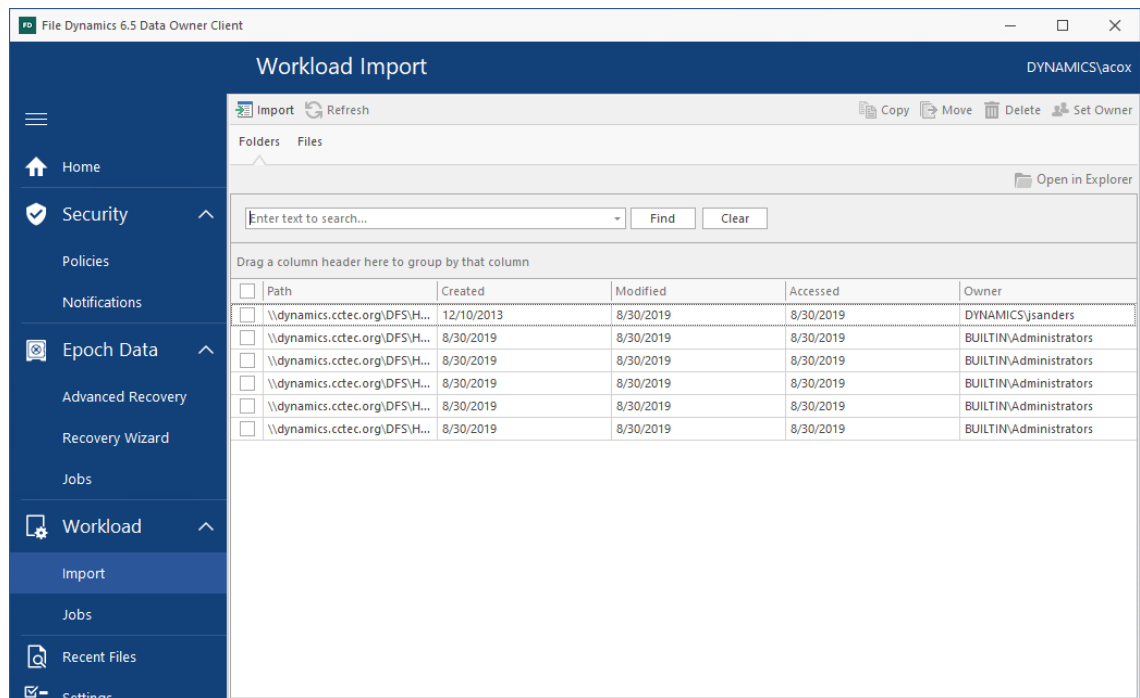 FD File Dynamics 6.5 Data Owner Client
Workload Import
DYNAMICS\acox
Import Refresh Copy Move Delete Set Owner
Folders Files
Open in Explorer
Enter text to search... Find Clear
Drag a column header here to group by that column
Path Created Modified Accessed Owner
\\dynamics.cctec.org\DFS\H... 12/10/2013 8/30/2019 8/30/2019 DYNAMICS\jsanders
\\dynamics.cctec.org\DFS\H... 8/30/2019 8/30/2019 8/30/2019 BUILTIN\Administrators
\\dynamics.cctec.org\DFS\H... 8/30/2019 8/30/2019 8/30/2019 BUILTIN\Administrators
\\dynamics.cctec.org\DFS\H... 8/30/2019 8/30/2019 8/30/2019 BUILTIN\Administrators
\\dynamics.cctec.org\DFS\H... 8/30/2019 8/30/2019 8/30/2019 BUILTIN\Administrators
\\dynamics.cctec.org\DFS\H... 8/30/2019 8/30/2019 8/30/2019 BUILTIN\Administrators
Home
Security
Policies
Notifications
Epoch Data
Advanced Recovery
Recovery Wizard
Jobs
Workload
Import
Jobs
Recent Files
Settings